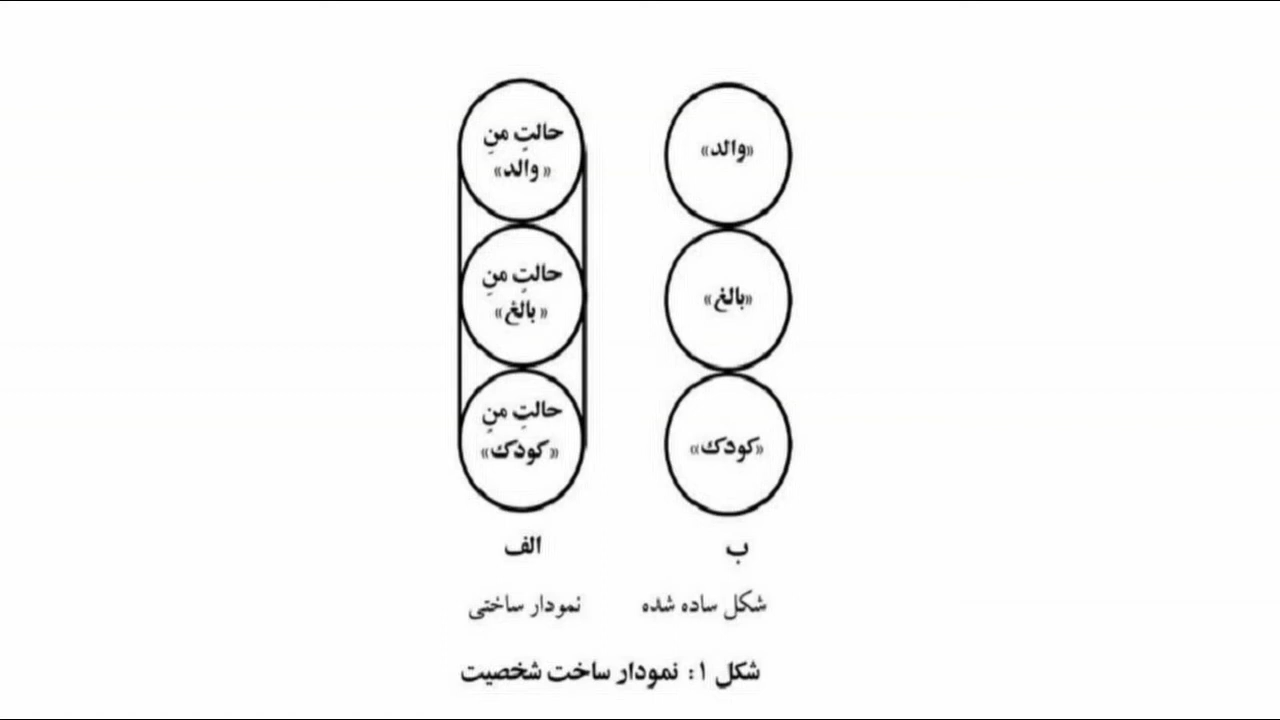 حالتِ منِ
«والد»
حالتِ منِ
«بالغ»
حالتِ منِ
«کودک»
الف
نمودار ساختی
«والد»
«بالغ»
«کودک»
ب
شکل ساده شده
شکل ۱: نمودار ساخت شخصیت